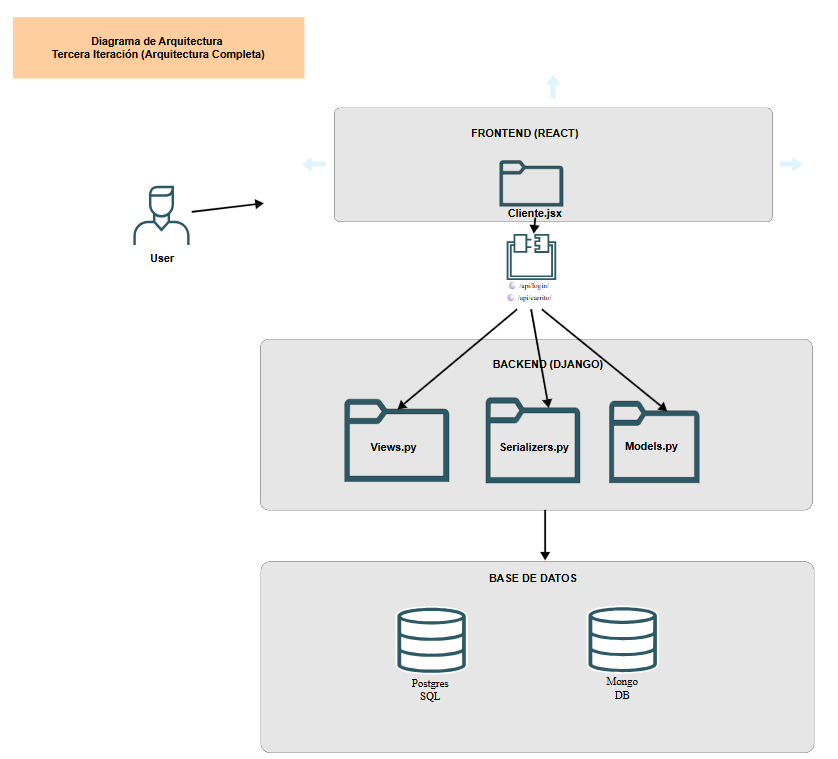 Diagrama de Arquitectura
Tercera Iteración (Arquitectura Completa)
FRONTEND (REACT)
Cliente.jsx
User
/api/login/
/api/carrito/
BACKEND (DJANGO)
Views.py
Serializers.py
Models.py
BASE DE DATOS
Postgres
SQL
Mongo
DB